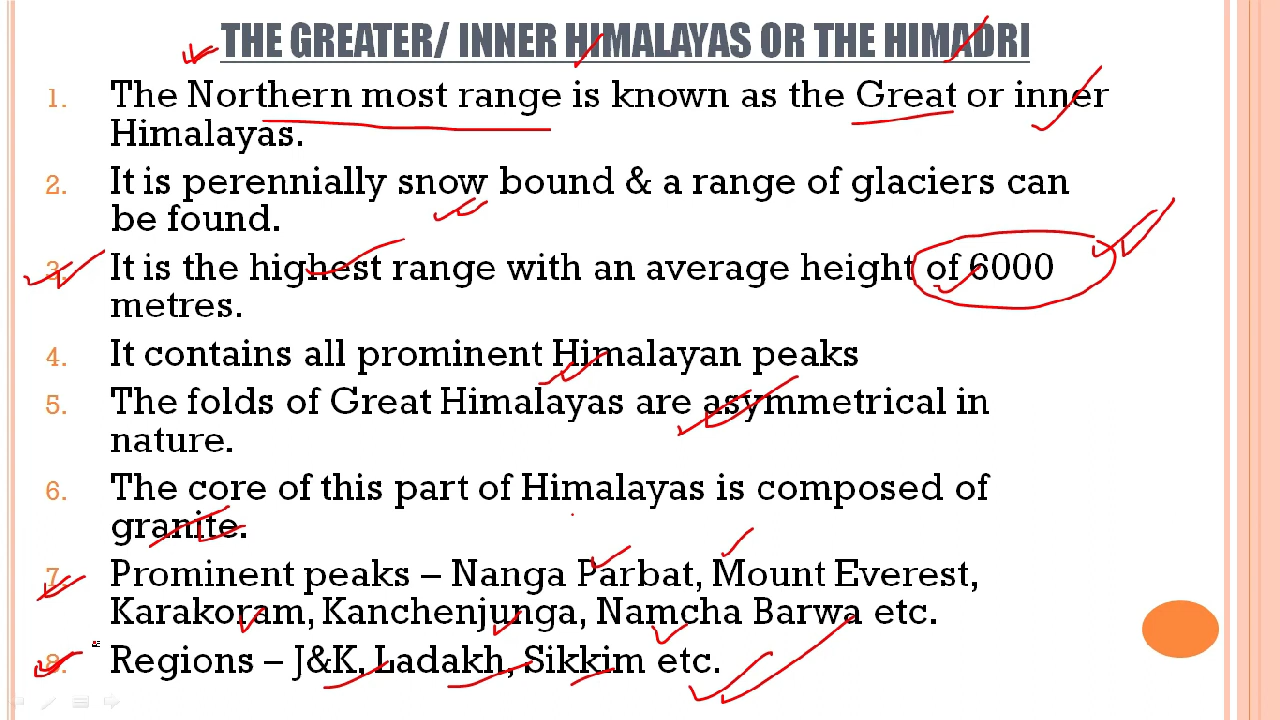 THE GREATER/ INNER HIMALAYAS OR THE HIMADRI
1. The Northern most range is known as the Great or inner
Himalayas.
2. It is perennially snow bound & a range of glaciers can
be found.
3. It is the highest range with an average height of 6000
metres.
4. It contains all prominent Himalayan peaks
5. The folds of Great Himalayas are asymmetrical in
nature.
6. The core of this part of Himalayas is composed of
granite.
7. Prominent peaks – Nanga Parbat, Mount Everest,
Karakoram, Kanchenjunga, Namcha Barwa etc.
8. Regions – J&K, Ladakh, Sikkim etc.